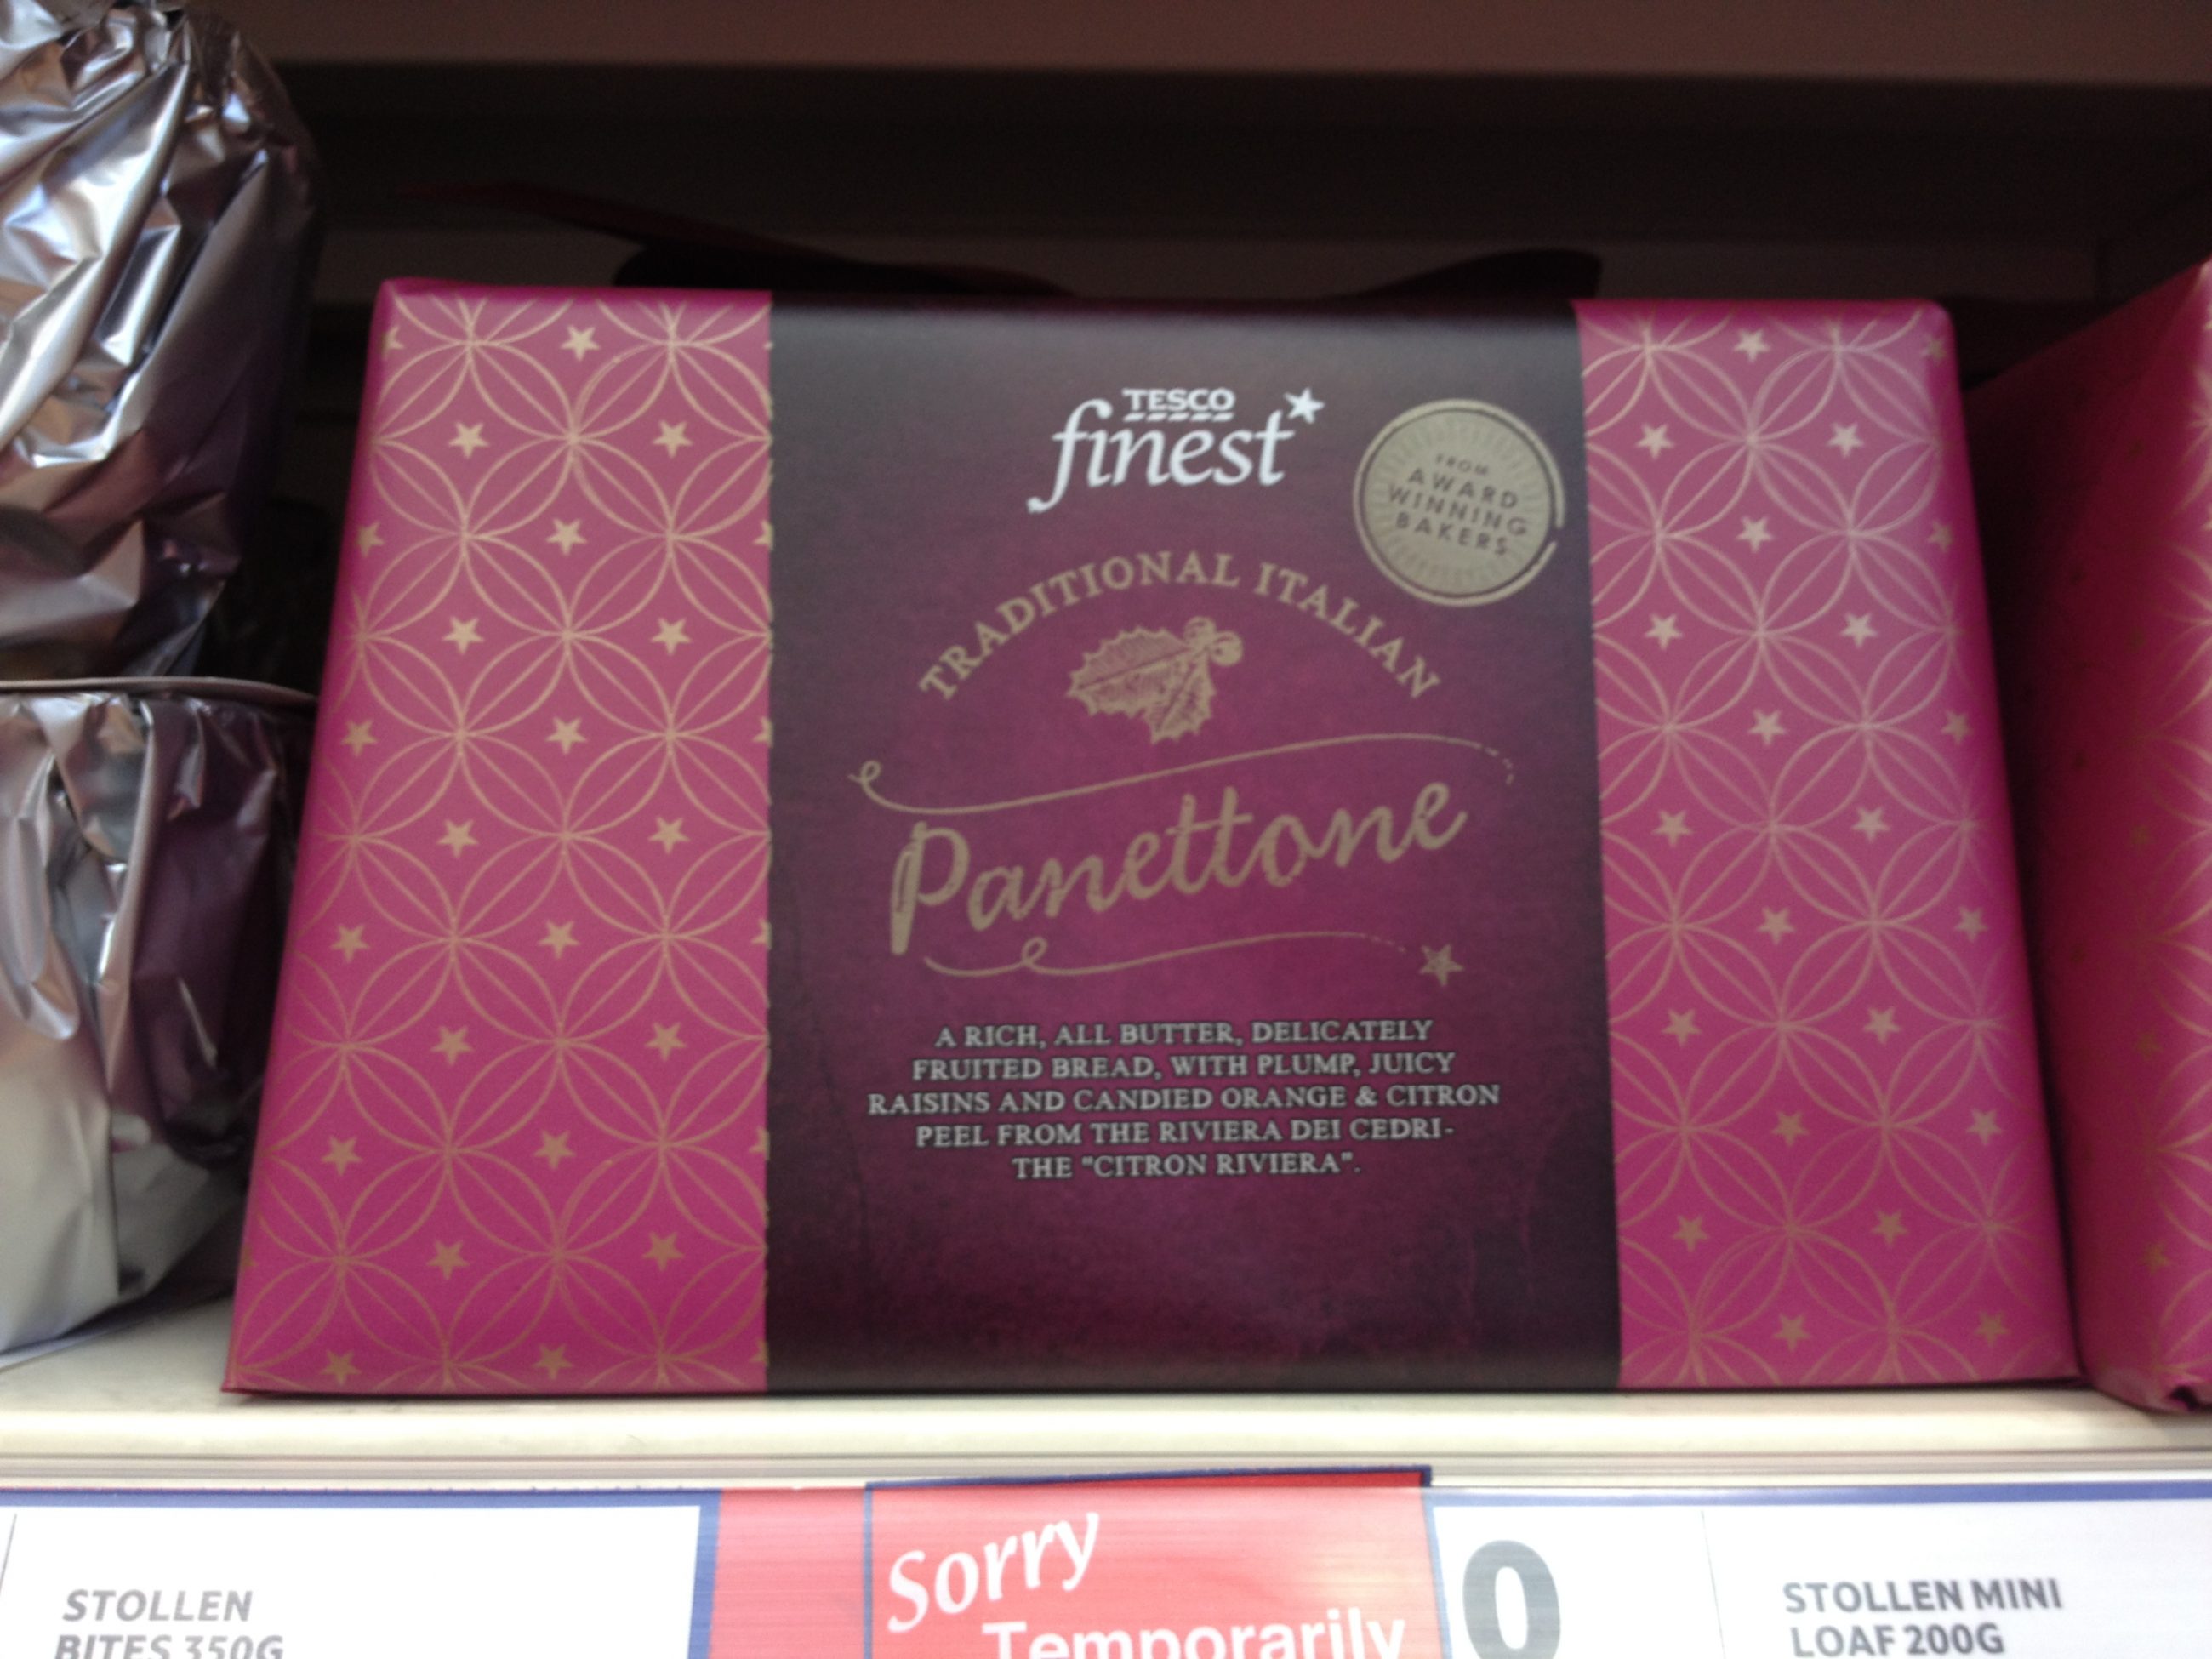 TESCO
finest
FROM
AWARD
WINNING
BAKERS
TRADITIONAL ITALIAN
Panettone
A RICH, ALL BUTTER, DELICATELY
FRUITED BREAD, WITH PLUMP, JUICY
RAISINS AND CANDIED ORANGE & CITRON
PEEL FROM THE RIVIERA DEI CEDRI-
THE "CITRON RIVIERA".
STOLLEN
BITES 350G
Sorry
Temporarily
0
STOLLEN MINI
LOAF 200G